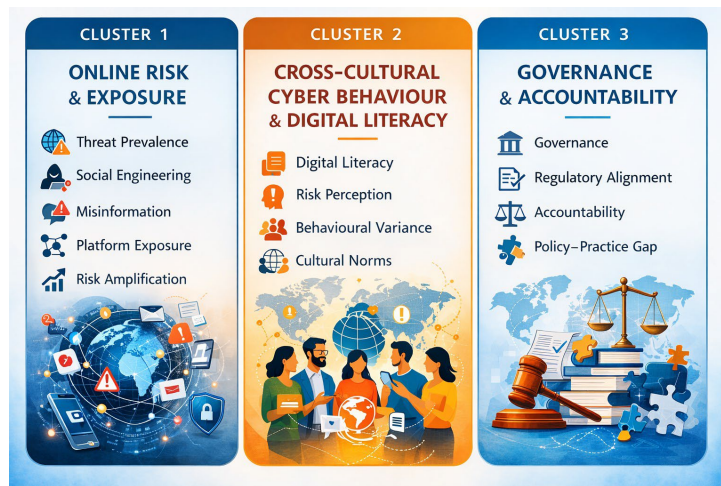 CLUSTER 1
ONLINE RISK
& EXPOSURE
Threat Prevalence
Social Engineering
Misinformation
Platform Exposure
Risk Amplification
CLUSTER 2
CROSS-CULTURAL
CYBER BEHAVIOUR
& DIGITAL LITERACY
Digital Literacy
Risk Perception
Behavioural Variance
Cultural Norms
CLUSTER 3
GOVERNANCE
& ACCOUNTABILITY
Governance
Regulatory Alignment
Accountability
Policy–Practice Gap